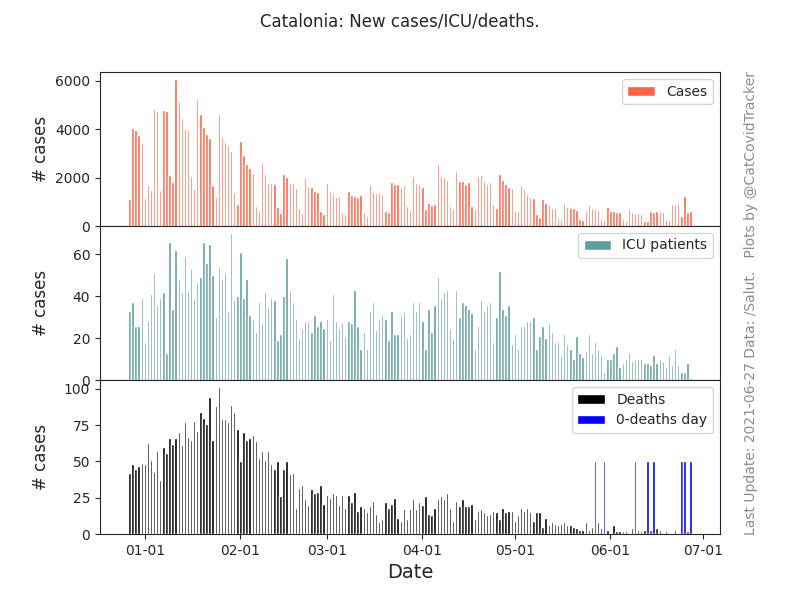 Catalonia: New cases/ICU/deaths.
6000
4000
2000
0
# cases
Cases
60
40
20
0
# cases
ICU patients
100
75
50
25
0
# cases
Deaths
0-deaths day
01-01
02-01
03-01
04-01
05-01
06-01
07-01
Date
Last Update: 2021-06-27 Data: /Salut. Plots by @CatCovidTracker